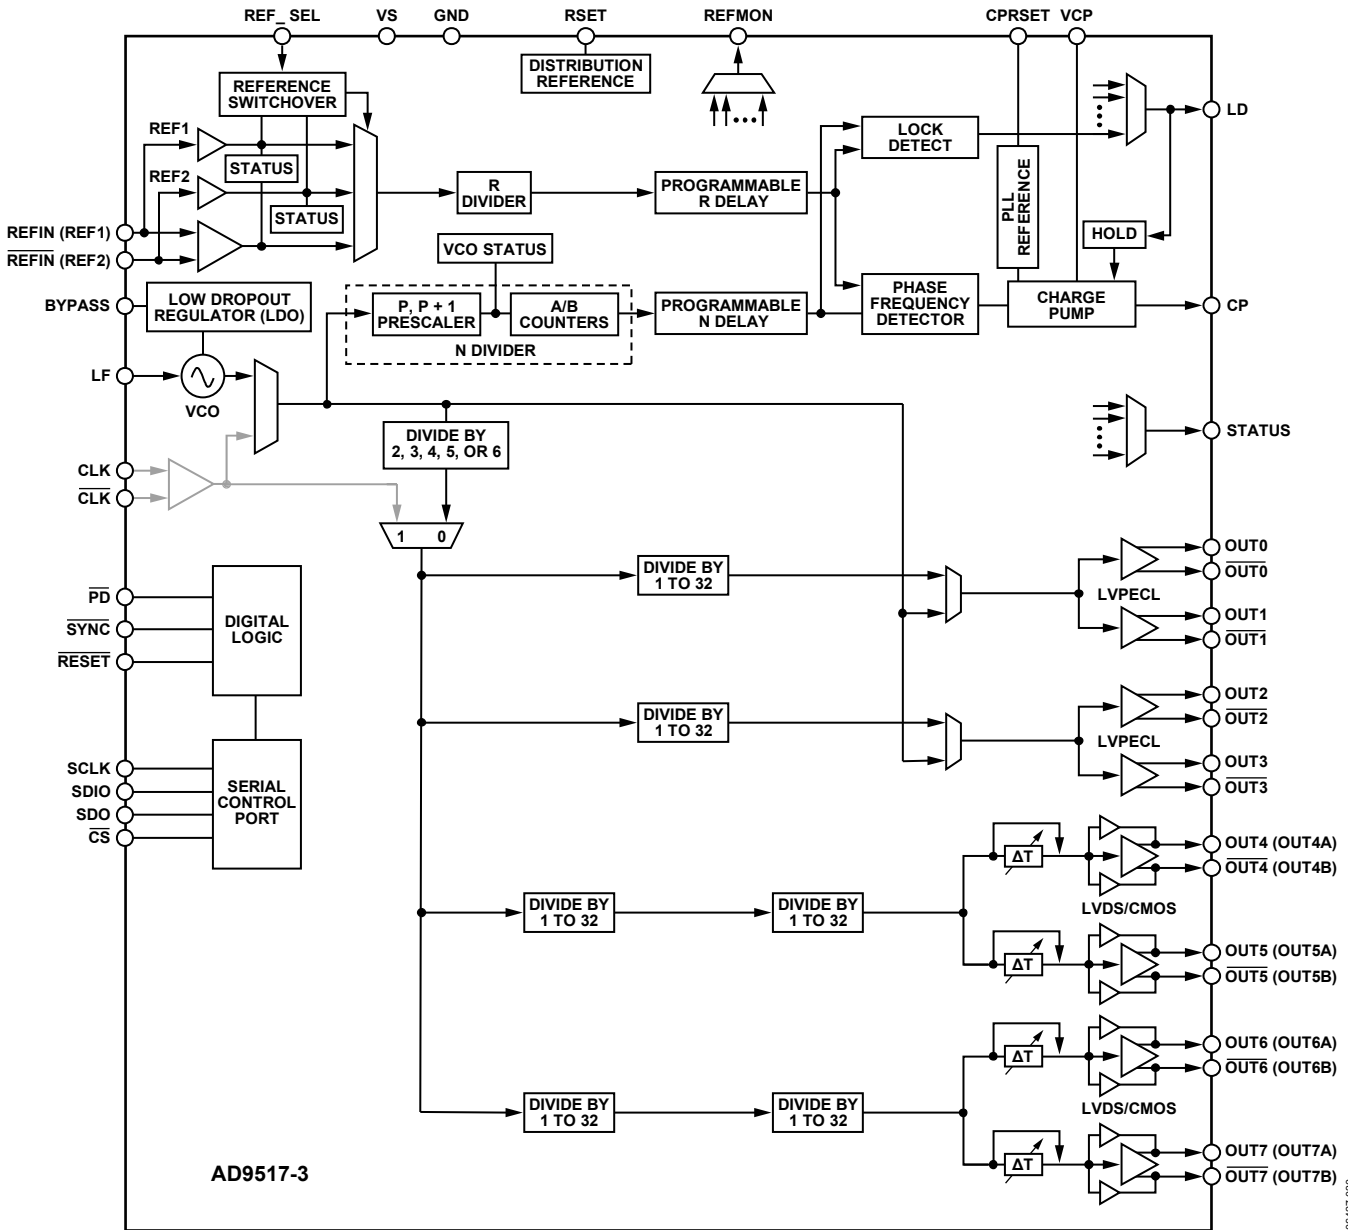 REF_ SEL
VS
GND
RSET
REFMON
CPRSET
VCP
DISTRIBUTION
REFERENCE
REFERENCE
SWITCHOVER
REF1
STATUS
REF2
STATUS
REFIN (REF1)
REFIN (REF2)
BYPASS
LF
R
DIVIDER
PROGRAMMABLE
R DELAY
LOCK
DETECT
PLL
REFERENCE
HOLD
LD
VCO STATUS
LOW DROPOUT
REGULATOR (LDO)
P, P + 1
PRESCALER
A/B
COUNTERS
N DIVIDER
PROGRAMMABLE
N DELAY
PHASE
FREQUENCY
DETECTOR
CHARGE
PUMP
CP
VCO
STATUS
DIVIDE BY
2, 3, 4, 5, OR 6
CLK
CLK
1 0
PD
SYNC
RESET
DIGITAL
LOGIC
SCLK
SDIO
SDO
CS
SERIAL
CONTROL
PORT
DIVIDE BY
1 TO 32
LVPECL
OUT0
OUT0
OUT1
OUT1
DIVIDE BY
1 TO 32
LVPECL
OUT2
OUT2
OUT3
OUT3
DIVIDE BY
1 TO 32
DIVIDE BY
1 TO 32
ΔT
ΔT
LVDS/CMOS
OUT4 (OUT4A)
OUT4 (OUT4B)
OUT5 (OUT5A)
OUT5 (OUT5B)
DIVIDE BY
1 TO 32
DIVIDE BY
1 TO 32
ΔT
ΔT
LVDS/CMOS
OUT6 (OUT6A)
OUT6 (OUT6B)
OUT7 (OUT7A)
OUT7 (OUT7B)
AD9517-3